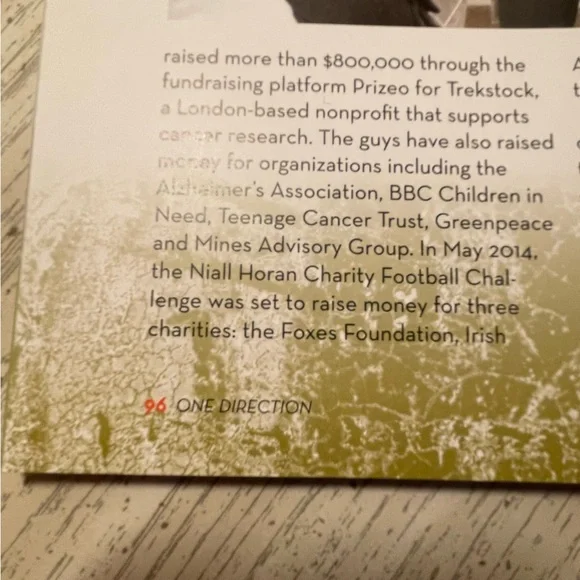 raised more than $800,000 through the
fundraising platform Prizeo for Trekstock,
a London-based nonprofit that supports
cancer research. The guys have also raised
money for organizations including the
Alzheimer's Association, BBC Children in
Need, Teenage Cancer Trust, Greenpeace
and Mines Advisory Group. In May 2014,
the Niall Horan Charity Football Chal-
lenge was set to raise money for three
charities: the Foxes Foundation, Irish
96 ONE DIRECTION